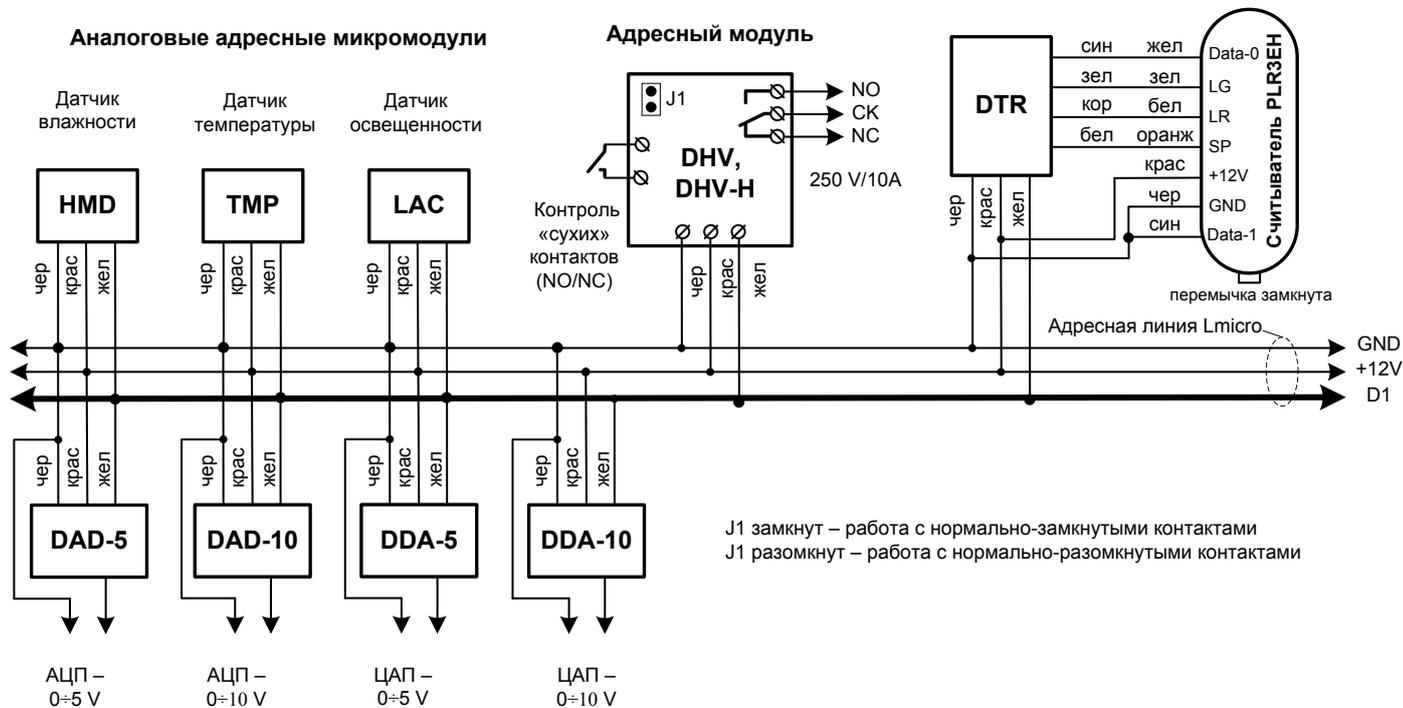 Аналоговые адресные микромодули
Адресный модуль
Датчик
влажности
Датчик
температуры
Датчик
освещенности
HMD
TMP
LAC
чер
крас
жел
чер
крас
жел
чер
крас
жел
J1
NO
СК
NC
DHV,
DHV-H
250 V/10A
Контроль
«сухих»
контактов
(NO/NC)
чер
крас
жел
DTR
син жел
зел зел
кор бел
бел оранж
крас
чер
син
Data-0
LG
LR
SP
+12V
GND
Data-1
Считыватель PLR3EH
перемычка замкнута
чер
крас
жел
Адресная линия Lmicro
GND
+12V
D1
чер
крас
жел
чер
крас
жел
чер
крас
жел
чер
крас
жел
DAD-5
DAD-10
DDA-5
DDA-10
J1 замкнут – работа с нормально-замкнутыми контактами
J1 разомкнут – работа с нормально-разомкнутыми контактами
АЦП –
0÷5 V
АЦП –
0÷10 V
ЦАП –
0÷5 V
ЦАП –
0÷10 V